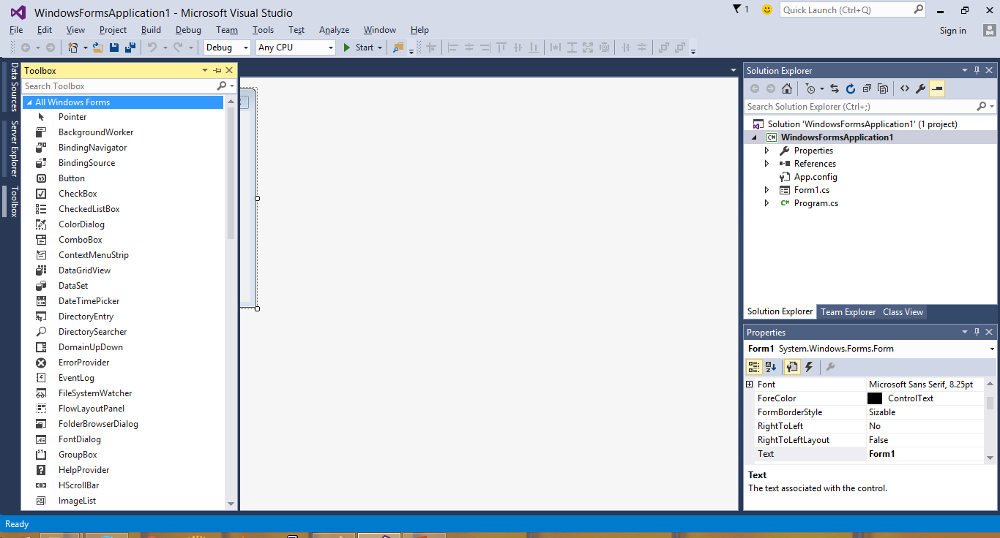 WindowsFormsApplication1 - Microsoft Visual Studio
1
Quick Launch (Ctrl+Q)
File Edit View Project Build Debug Team Tools Test Analyze Window Help
Sign in
Debug Any CPU Start
Data Sources
Server Explorer
Toolbox
Toolbox
Search Toolbox
All Windows Forms
Pointer
BackgroundWorker
BindingNavigator
BindingSource
Button
CheckBox
CheckedListBox
ColorDialog
ComboBox
ContextMenuStrip
DataGridView
DataSet
DateTimePicker
DirectoryEntry
DirectorySearcher
DomainUpDown
ErrorProvider
EventLog
FileSystemWatcher
FlowLayoutPanel
FolderBrowserDialog
FontDialog
GroupBox
HelpProvider
HScrollBar
ImageList
Solution Explorer
Search Solution Explorer (Ctrl+;)
Solution 'WindowsFormsApplication1' (1 project)
C# WindowsFormsApplication1
Properties
References
App.config
Form1.cs
C# Program.cs
Solution Explorer Team Explorer Class View
Properties
Form1 System.Windows.Forms.Form
Font Microsoft Sans Serif, 8.25pt
ForeColor ControlText
FormBorderStyle Sizable
RightToLeft No
RightToLeftLayout False
Text Form1
Text
The text associated with the control.
Ready